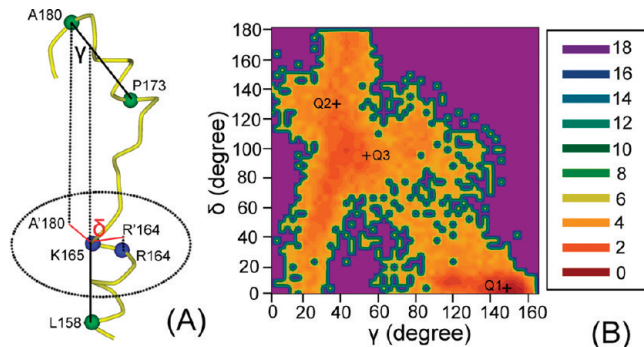 A180
γ
P173
A'180
δ
R'164
K165
R164
L158
(A)
δ (degree)
180
160
140
120
100
80
60
40
20
0
Q2+
+Q3
Q1+
0 20 40 60 80 100 120 140 160
γ (degree)
18
16
14
12
10
8
6
4
2
0
(B)